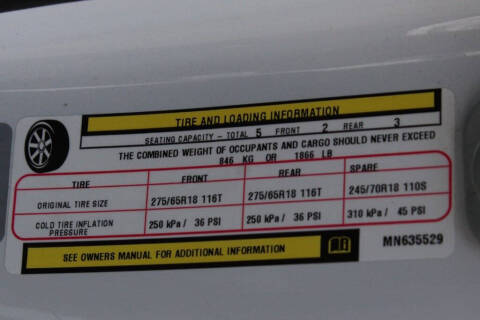 TIRE AND LOADING INFORMATION
SEATING CAPACITY - TOTAL 5 FRONT 2 REAR 3
THE COMBINED WEIGHT OF OCCUPANTS AND CARGO SHOULD NEVER EXCEED
846 KG OR 1866 LB
TIRE FRONT REAR SPARE
ORIGINAL TIRE SIZE 275/65R18 116T 275/65R18 116T 245/70R18 110S
COLD TIRE INFLATION PRESSURE 250 kPa / 36 PSI 250 kPa / 36 PSI 310 kPa / 45 PSI
SEE OWNERS MANUAL FOR ADDITIONAL INFORMATION MN635529